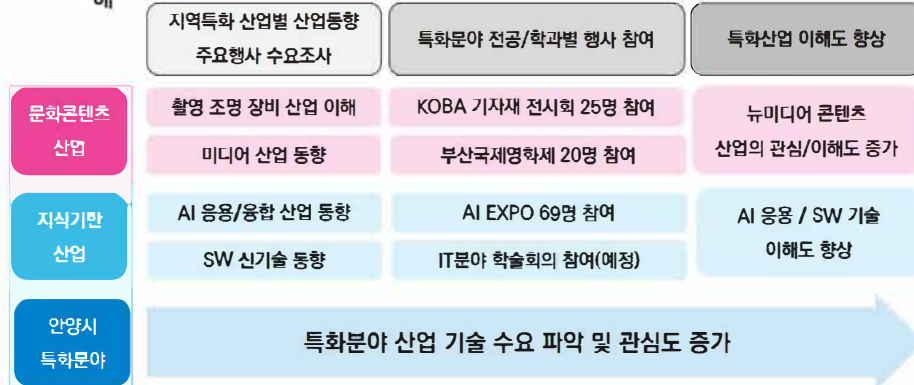 해
지역특화 산업별 산업동향
주요행사 수요조사
특화분야 전공/학과별 행사 참여
특화산업 이해도 향상
문화콘텐츠
산업
촬영 조명 장비 산업 이해
KOBA 기자재 전시회 25명 참여
뉴미디어 콘텐츠
산업의 관심/이해도 증가
미디어 산업 동향
부산국제영학제 20명 참여
지식기만
산업
AI 응용/융합 산업 동향
AI EXPO 69명 참여
AI 응용 / SW 기술
이해도 향상
SW 신기술 동향
IT분야 학술회의 참여(예정)
안양시
특화문야
특화분야 산업 기술 수요 파악 및 관심도 증가